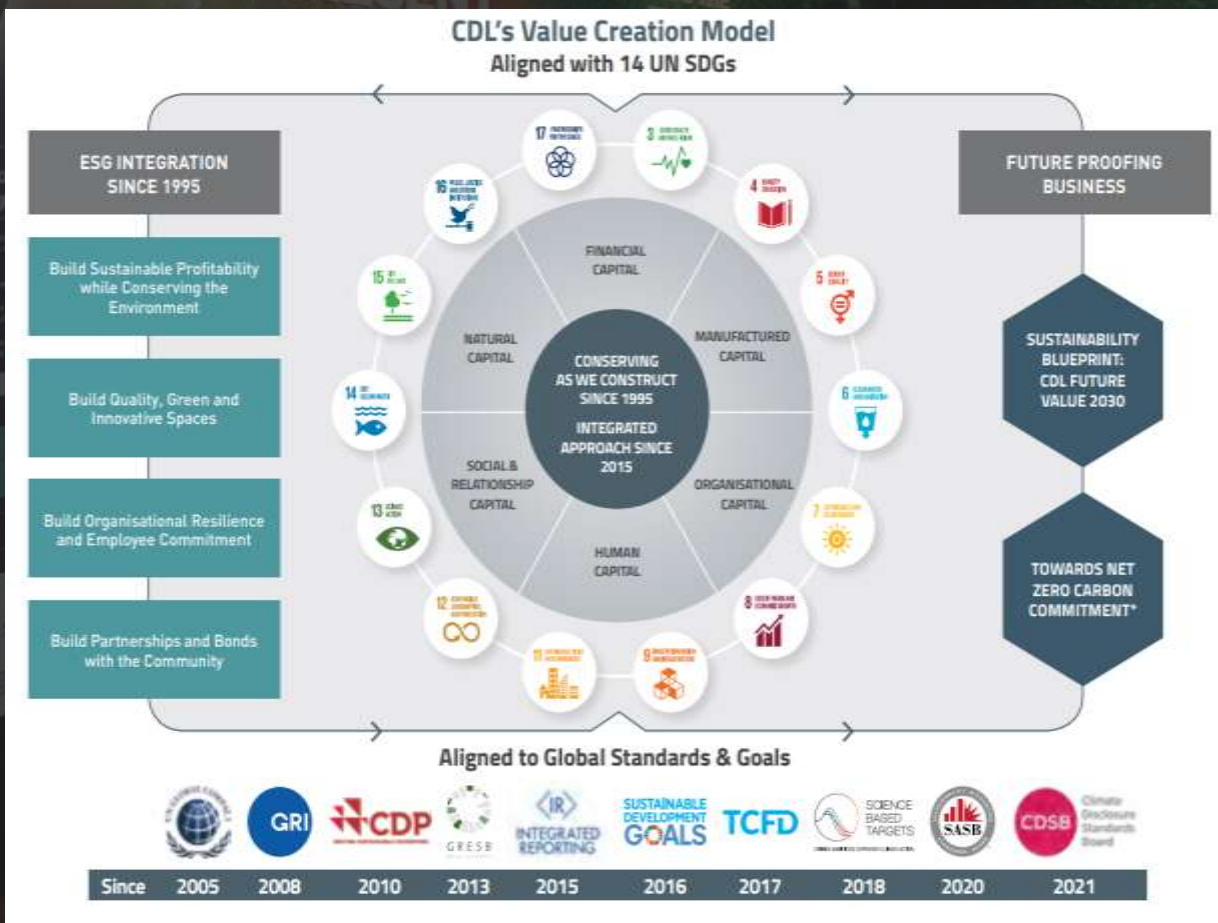 CDL's Value Creation Model
Aligned with 14 UN SDGs
ESG INTEGRATION
SINCE 1995
Build Sustainable Profitability
while Conserving the
Environment
Build Quality, Green and
Innovative Spaces
Build Organisational Resilience
and Employee Commitment
Build Partnerships and Bonds
with the Community
17
3
16
4
15
5
14
6
13
7
12
8
11
9
FINANCIAL
CAPITAL
NATURAL
CAPITAL
MANUFACTURED
CAPITAL
CONSERVING
AS WE CONSTRUCT
SINCE 1995
INTEGRATED
APPROACH SINCE
2015
SOCIAL &
RELATIONSHIP
CAPITAL
ORGANISATIONAL
CAPITAL
HUMAN
CAPITAL
FUTURE PROOFING
BUSINESS
SUSTAINABILITY
BLUEPRINT:
CDL FUTURE
VALUE 2030
TOWARDS NET
ZERO CARBON
COMMITMENT*
Aligned to Global Standards & Goals
GRI
CDP
GRESB
<IR>
INTEGRATED
REPORTING
SUSTAINABLE
DEVELOPMENT
GOALS
TCFD
SCIENCE
BASED
TARGETS
SASB
CDSB
Climate
Disclosure
Standards
Board
Since 2005 2008 2010 2013 2015 2016 2017 2018 2020 2021